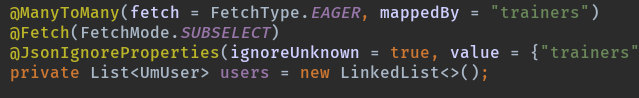 @ManyToMany(fetch = FetchType.EAGER, mappedBy = "trainers")
@Fetch(FetchMode.SUBSELECT)
@JsonIgnoreProperties(ignoreUnknown = true, value = {"trainers"
private List<UmUser> users = new LinkedList<>();